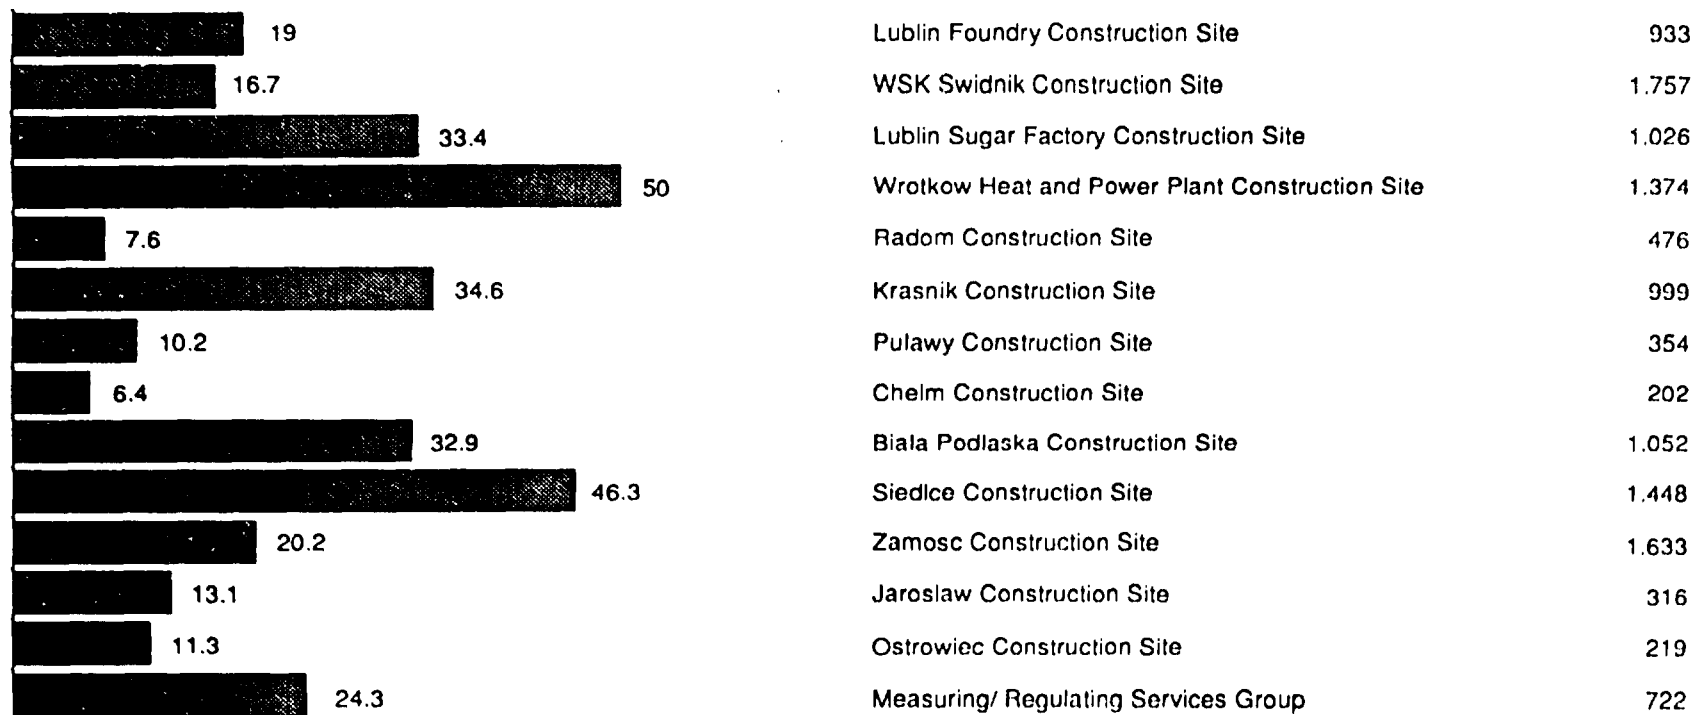 19 Lublin Foundry Construction Site 933
16.7 WSK Swidnik Construction Site 1.757
33.4 Lublin Sugar Factory Construction Site 1.026
50 Wrotkow Heat and Power Plant Construction Site 1.374
7.6 Radom Construction Site 476
34.6 Krasnik Construction Site 999
10.2 Pulawy Construction Site 354
6.4 Chelm Construction Site 202
32.9 Biala Podlaska Construction Site 1.052
46.3 Siedlce Construction Site 1.448
20.2 Zamosc Construction Site 1.633
13.1 Jaroslaw Construction Site 316
11.3 Ostrowiec Construction Site 219
24.3 Measuring/ Regulating Services Group 722